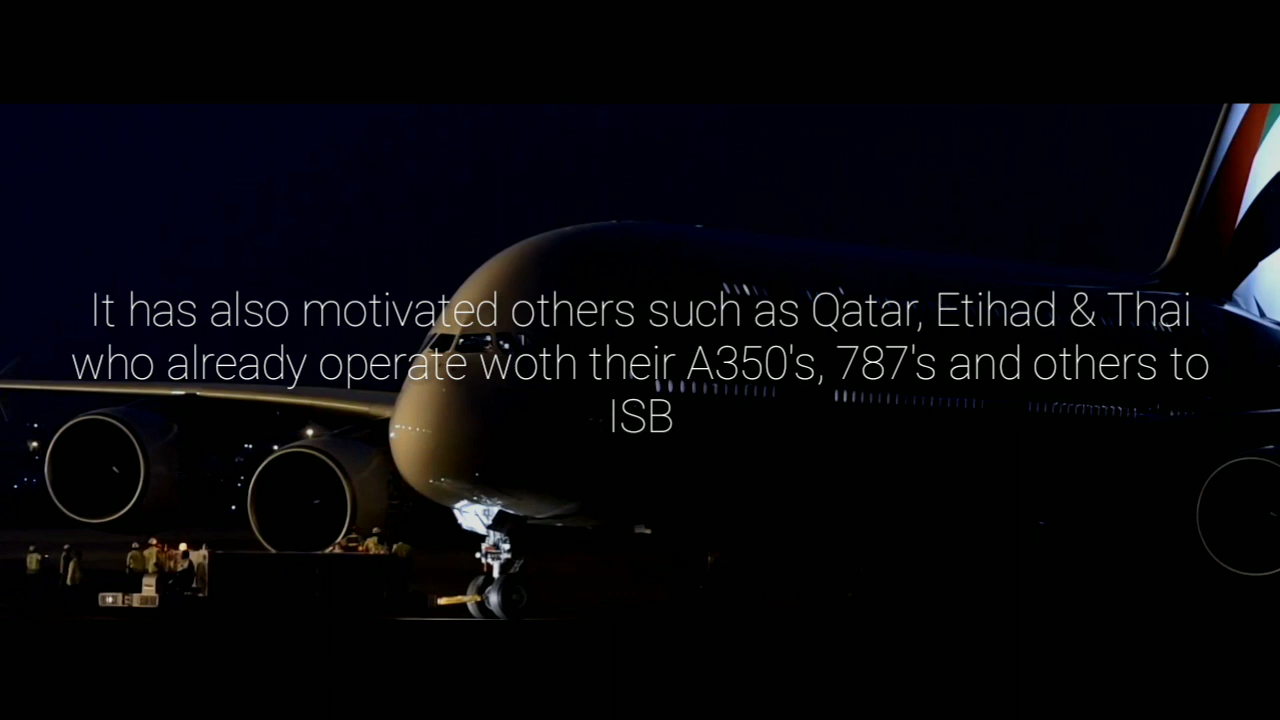 It has also motivated others such as Qatar, Etihad & Thai
who already operate woth their A350's, 787's and others to
ISB